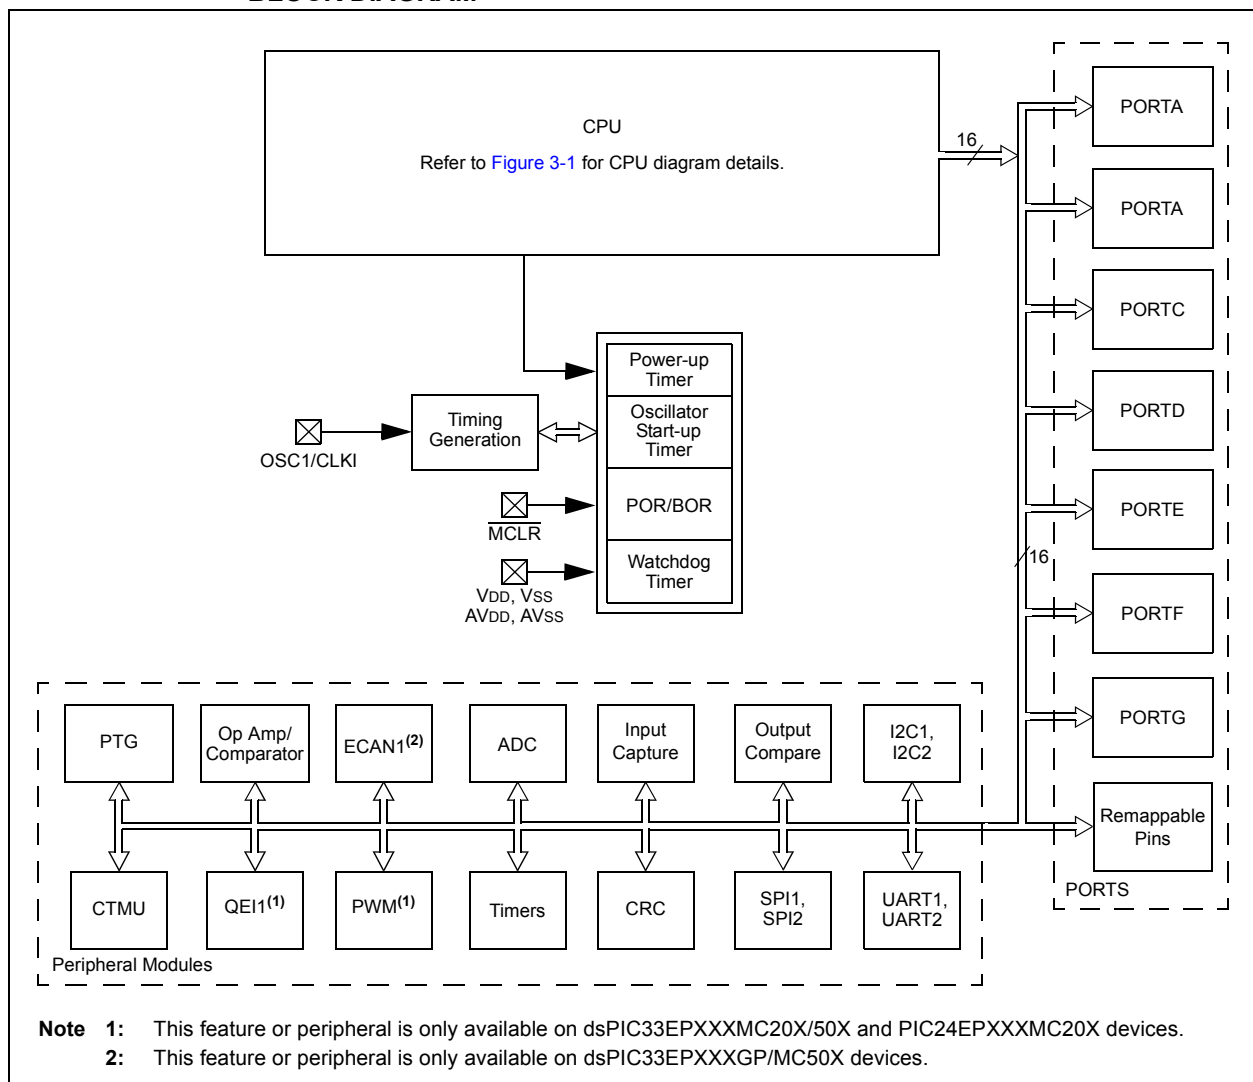 CPU
Refer to Figure 3-1 for CPU diagram details.
16
PORTA
PORTA
PORTC
PORTD
PORTE
16
PORTF
PORTG
Remappable
Pins
PORTS
Power-up
Timer
Oscillator
Start-up
Timer
POR/BOR
Watchdog
Timer
Timing
Generation
OSC1/CLKI
MCLR
VDD, VSS
AVDD, AVSS
PTG
Op Amp/
Comparator
ECAN1(2)
ADC
Input
Capture
Output
Compare
I2C1,
I2C2
CTMU
QEI1(1)
PWM(1)
Timers
CRC
SPI1,
SPI2
UART1,
UART2
Peripheral Modules
Note 1: This feature or peripheral is only available on dsPIC33EPXXXMC20X/50X and PIC24EPXXXMC20X devices.
2: This feature or peripheral is only available on dsPIC33EPXXXGP/MC50X devices.